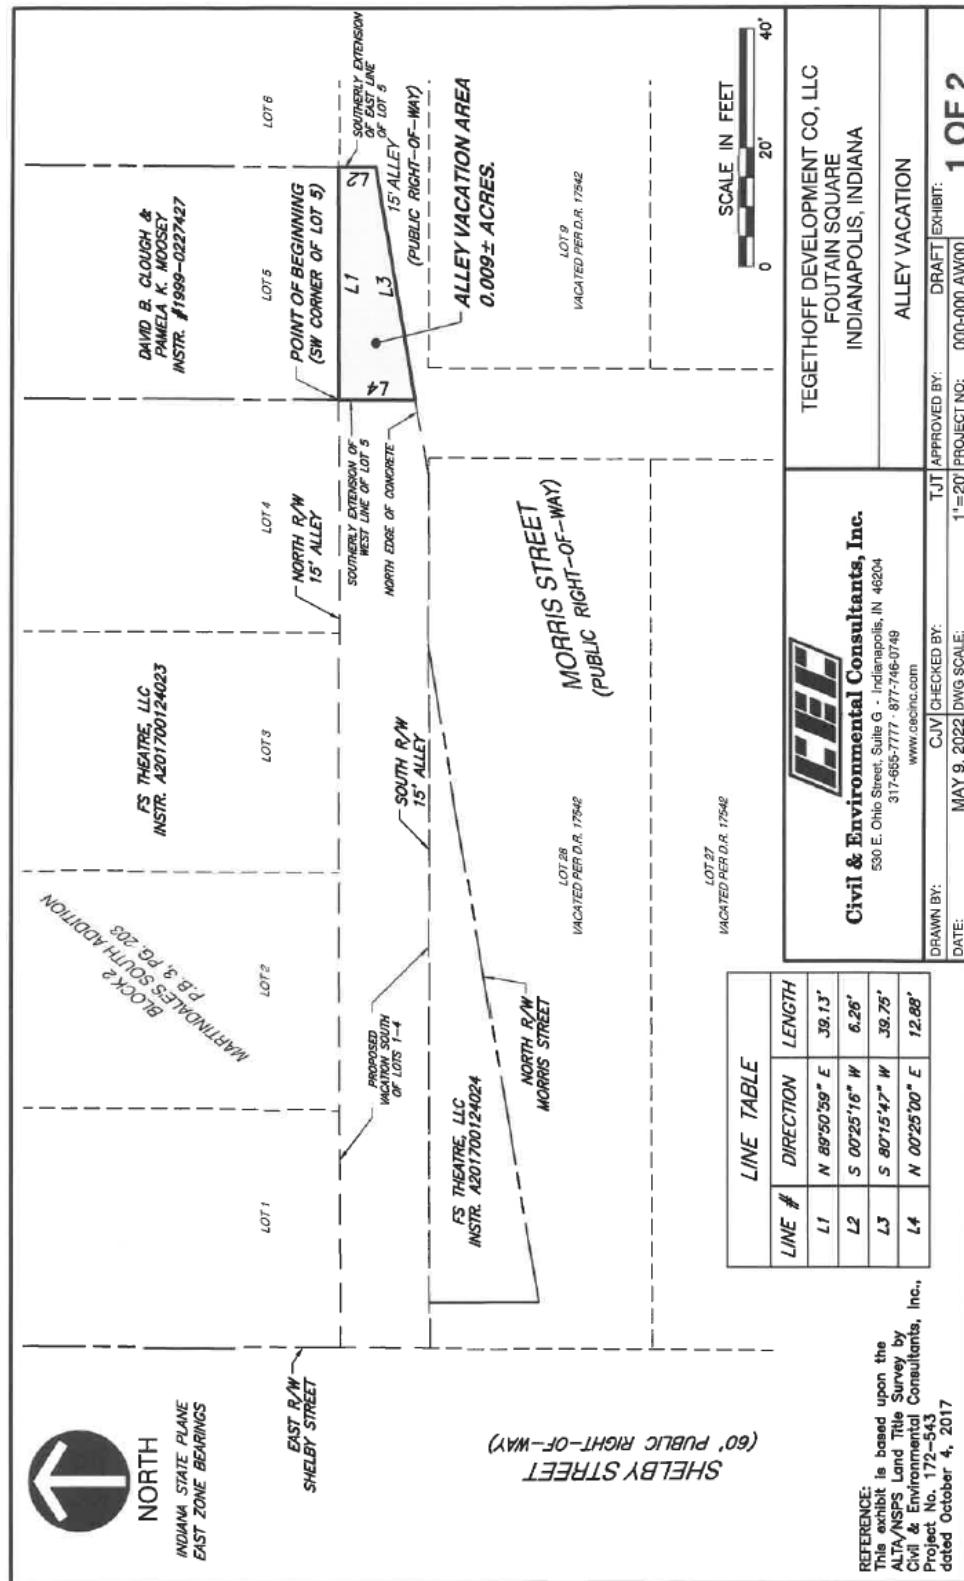 NORTH
INDIANA STATE PLANE
EAST ZONE BEARINGS
EAST R/W
SHELBY STREET
SHELBY STREET
(60' PUBLIC RIGHT-OF-WAY)
REFERENCE:
This exhibit is based upon the
ALTA/NSPS Land Title Survey by
Civil & Environmental Consultants, Inc.,
Project No. 172-543
dated October 4, 2017
BLOCK 2
MARTINDALE'S SOUTH ADDITION
P.B. 3, PG. 203
LOT 1
LOT 2
LOT 3
LOT 4
LOT 5
LOT 6
FS THEATRE, LLC
INSTR. A201700124023
DAVID B. CLOUGH &
PAMELA K. MOOSEY
INSTR. #1999-0227427
PROPOSED
VACATION SOUTH
OF LOTS 1-4
NORTH R/W
15' ALLEY
SOUTH R/W
15' ALLEY
POINT OF BEGINNING
(SW CORNER OF LOT 5)
SOUTHERLY EXTENSION OF
WEST LINE OF LOT 5
NORTH EDGE OF CONCRETE
SOUTHERLY EXTENSION
OF EAST LINE
OF LOT 5
15' ALLEY
(PUBLIC RIGHT-OF-WAY)
L1
L2
L3
L4
ALLEY VACATION AREA
0.009± ACRES.
FS THEATRE, LLC
INSTR. A201700124024
NORTH R/W
MORRIS STREET
MORRIS STREET
(PUBLIC RIGHT-OF-WAY)
LOT 28
VACATED PER D.R. 17542
LOT 27
VACATED PER D.R. 17542
LOT 9
VACATED PER D.R. 17542
SCALE IN FEET
0 20' 40'
LINE TABLE
LINE # DIRECTION LENGTH
L1 N 89°50'59" E 39.13'
L2 S 00°25'16" W 6.26'
L3 S 80°15'47" W 39.75'
L4 N 00°25'00" E 12.88'
CEC
Civil & Environmental Consultants, Inc.
530 E. Ohio Street, Suite G - Indianapolis, IN 46204
317-655-7777 · 877-746-0749
www.cecinc.com
TEGETHOFF DEVELOPMENT CO, LLC
FOUTAIN SQUARE
INDIANAPOLIS, INDIANA
ALLEY VACATION
DRAWN BY: CJV CHECKED BY: TJT APPROVED BY: DRAFT EXHIBIT:
DATE: MAY 9, 2022 DWG SCALE: 1"=20' PROJECT NO: 000-000 AW00 1 OF 2